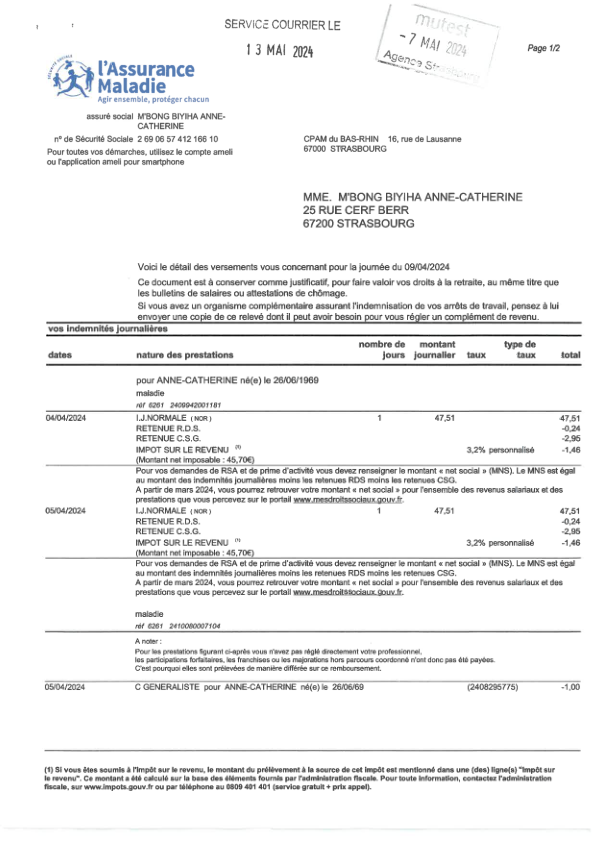 SERVICE COURRIER LE
13 MAI 2024
mutest
-7 MAI 2024
Agence Strasbourg
Page 1/2
SÉCURITÉ SOCIALE
l'Assurance
Maladie
Agir ensemble, protéger chacun
assuré social M'BONG BIYIHA ANNE-
CATHERINE
n° de Sécurité Sociale 2 69 06 57 412 166 10
Pour toutes vos démarches, utilisez le compte ameli
ou l'application ameli pour smartphone
CPAM du BAS-RHIN 16, rue de Lausanne
67000 STRASBOURG
MME. M'BONG BIYIHA ANNE-CATHERINE
25 RUE CERF BERR
67200 STRASBOURG
Voici le détail des versements vous concernant pour la journée du 09/04/2024
Ce document est à conserver comme justificatif, pour faire valoir vos droits à la retraite, au même titre que
les bulletins de salaires ou attestations de chômage.
Si vous avez un organisme complémentaire assurant l'indemnisation de vos arrêts de travail, pensez à lui
envoyer une copie de ce relevé dont il peut avoir besoin pour vous régler un complément de revenu.
vos indemnités journalières
dates nature des prestations nombre de jours montant journalier taux type de taux total
pour ANNE-CATHERINE né(e) le 26/06/1969
maladie
réf 6261 2409942001181
04/04/2024 I.J.NORMALE (NOR) 1 47,51 47,51
RETENUE R.D.S. -0,24
RETENUE C.S.G. -2,95
IMPOT SUR LE REVENU (1) 3,2% personnalisé -1,46
(Montant net imposable : 45,70€)
Pour vos demandes de RSA et de prime d'activité vous devez renseigner le montant « net social » (MNS). Le MNS est égal
au montant des indemnités journalières moins les retenues RDS moins les retenues CSG.
A partir de mars 2024, vous pourrez retrouver votre montant « net social » pour l'ensemble des revenus salariaux et des
prestations que vous percevez sur le portail www.mesdroitssociaux.gouv.fr.
05/04/2024 I.J.NORMALE (NOR) 1 47,51 47,51
RETENUE R.D.S. -0,24
RETENUE C.S.G. -2,95
IMPOT SUR LE REVENU (1) 3,2% personnalisé -1,46
(Montant net imposable : 45,70€)
Pour vos demandes de RSA et de prime d'activité vous devez renseigner le montant « net social » (MNS). Le MNS est égal
au montant des indemnités journalières moins les retenues RDS moins les retenues CSG.
A partir de mars 2024, vous pourrez retrouver votre montant « net social » pour l'ensemble des revenus salariaux et des
prestations que vous percevez sur le portail www.mesdroitssociaux.gouv.fr.
maladie
réf 6261 2410080007104
A noter :
Pour les prestations figurant ci-après vous n'avez pas réglé directement votre professionnel,
les participations forfaitaires, les franchises ou les majorations hors parcours coordonné n'ont donc pas été payées.
C'est pourquoi elles sont prélevées de manière différée sur ce remboursement.
05/04/2024 C GENERALISTE pour ANNE-CATHERINE né(e) le 26/06/69 (2408295775) -1,00
(1) Si vous êtes soumis à l'impôt sur le revenu, le montant du prélèvement à la source de cet impôt est mentionné dans une (des) ligne(s) "Impôt sur
le revenu". Ce montant a été calculé sur la base des éléments fournis par l'administration fiscale. Pour toute information, contactez l'administration
fiscale, sur www.impots.gouv.fr ou par téléphone au 0809 401 401 (service gratuit + prix appel).